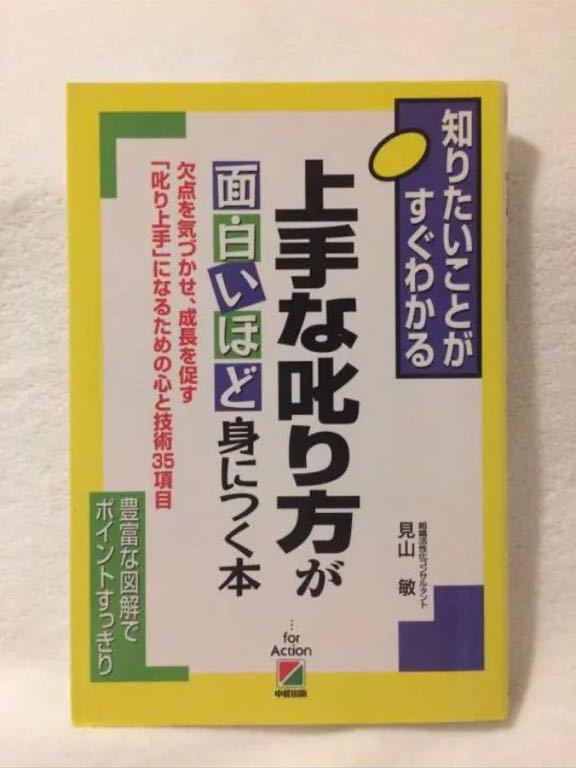 知りたいことが
すぐわかる
上手な叱り方が
面白いほど身につく本
欠点を気づかせ、成長を促す
「叱り上手」になるための心と技術35項目
組織活性化コンサルタント
見山 敏
豊富な図解で
ポイントすっきり
…for
Action
中経出版